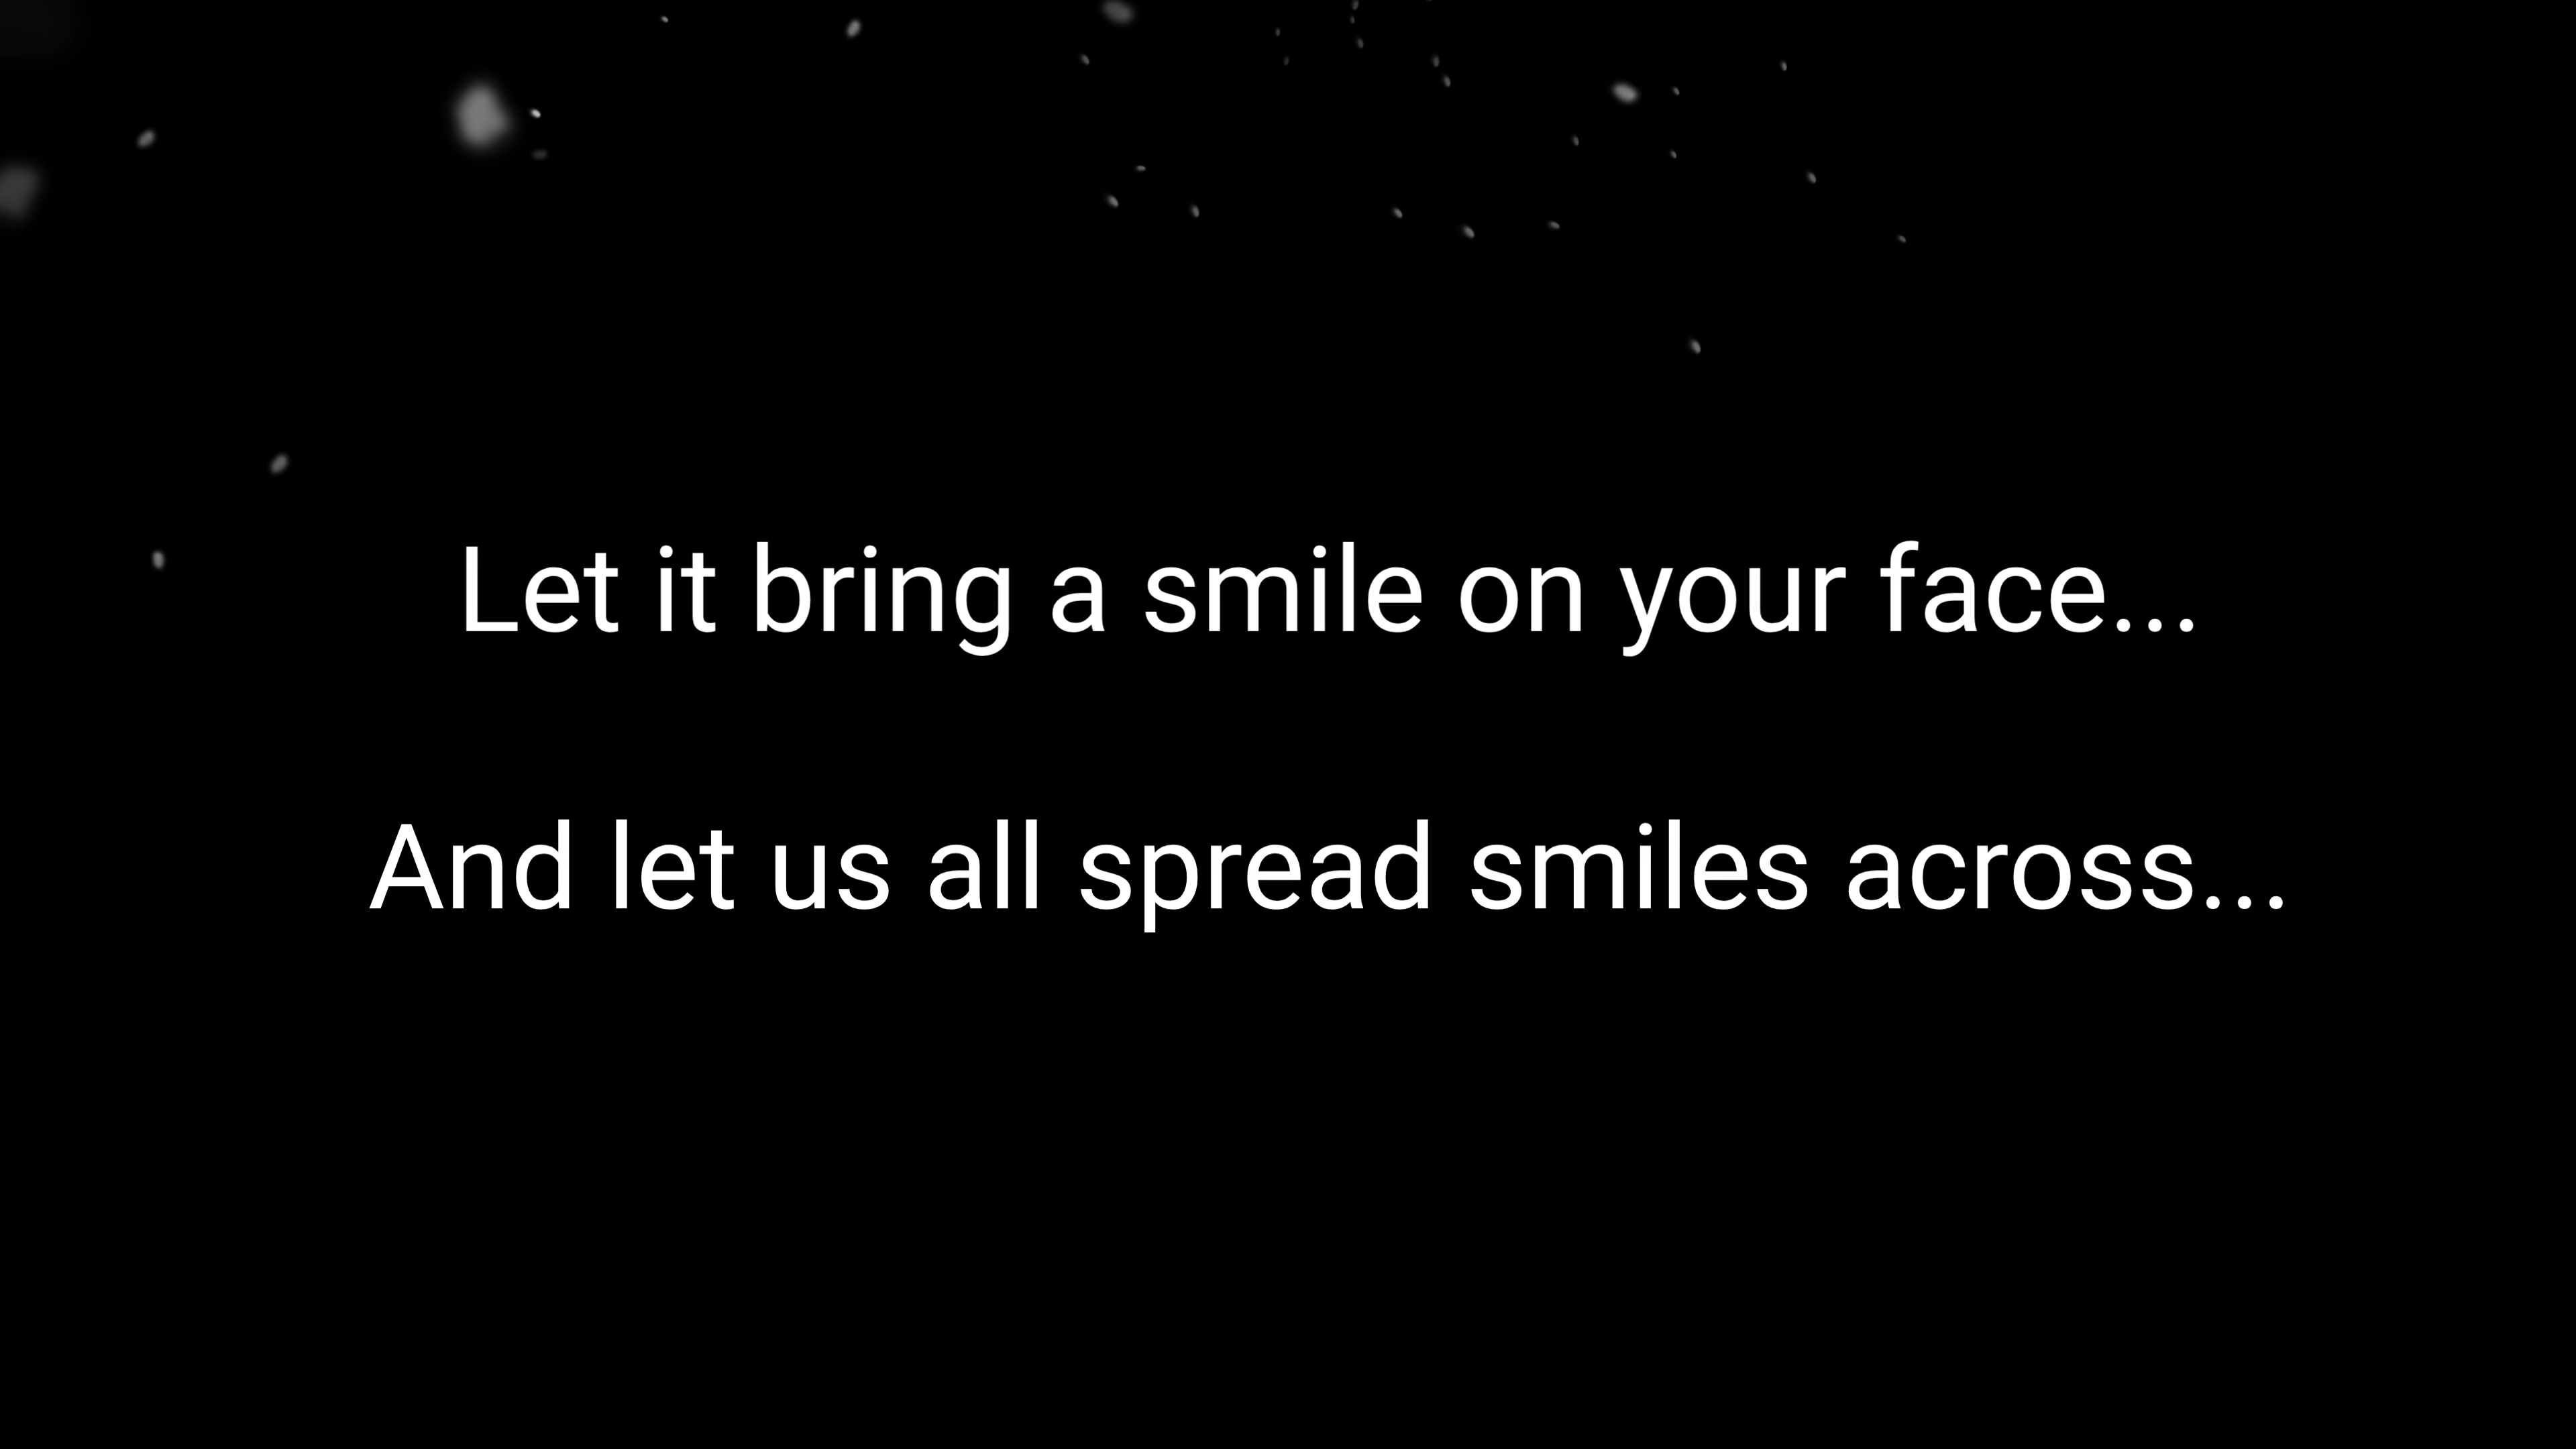 Let it bring a smile on your face...
And let us all spread smiles across...